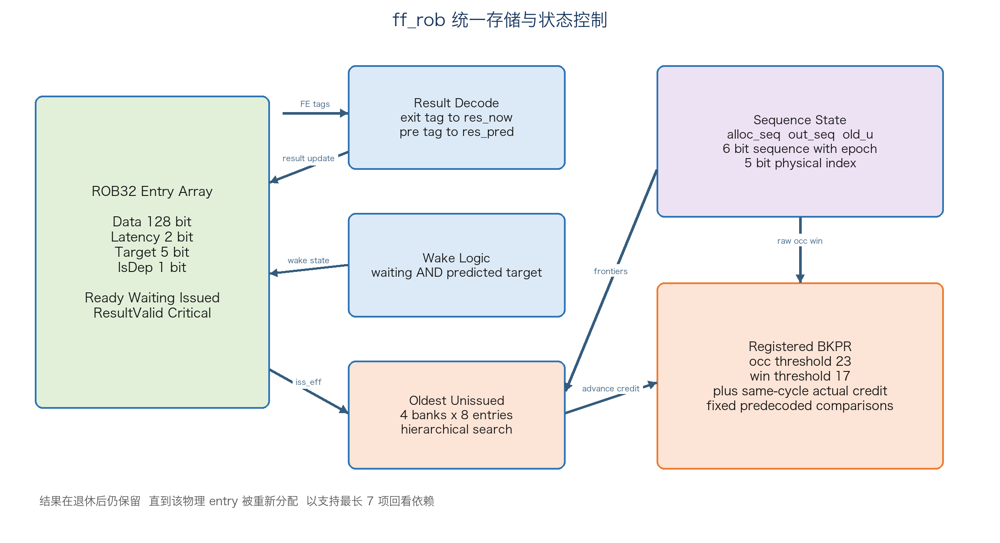 ff_rob 统一存储与状态控制
ROB32 Entry Array
Data 128 bit
Latency 2 bit
Target 5 bit
IsDep 1 bit
Ready Waiting Issued
ResultValid Critical
FE tags
result update
wake state
iss_eff
Result Decode
exit tag to res_now
pre tag to res_pred
Wake Logic
waiting AND predicted target
Oldest Unissued
4 banks x 8 entries
hierarchical search
frontiers
advance credit
Sequence State
alloc_seq out_seq old_u
6 bit sequence with epoch
5 bit physical index
raw occ win
Registered BKPR
occ threshold 23
win threshold 17
plus same-cycle actual credit
fixed predecoded comparisons
结果在退休后仍保留 直到该物理 entry 被重新分配 以支持最长 7 项回看依赖